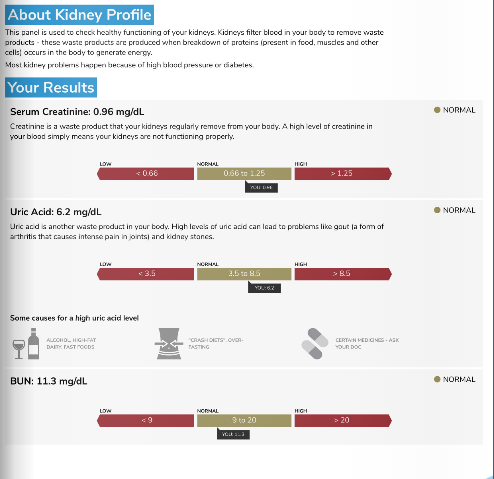 About Kidney Profile
This panel is used to check healthy functioning of your kidneys. Kidneys filter blood in your body to remove waste
products - these waste products are produced when breakdown of proteins (present in food, muscles and other
cells) occurs in the body to generate energy.
Most kidney problems happen because of high blood pressure or diabetes.
Your Results
Serum Creatinine: 0.96 mg/dL
NORMAL
Creatinine is a waste product that your kidneys regularly remove from your body. A high level of creatinine in
your blood simply means your kidneys are not functioning properly.
LOW NORMAL HIGH
< 0.66 0.66 to 1.25 > 1.25
YOU: 0.96
Uric Acid: 6.2 mg/dL
NORMAL
Uric acid is another waste product in your body. High levels of uric acid can lead to problems like gout (a form of
arthritis that causes intense pain in joints) and kidney stones.
LOW NORMAL HIGH
< 3.5 3.5 to 8.5 > 8.5
YOU: 6.2
Some causes for a high uric acid level
ALCOHOL, HIGH-FAT
DAIRY, FAST FOODS
"CRASH DIETS", OVER-
FASTING
CERTAIN MEDICINES - ASK
YOUR DOC
BUN: 11.3 mg/dL
NORMAL
LOW NORMAL HIGH
< 9 9 to 20 > 20
YOU: 11.3